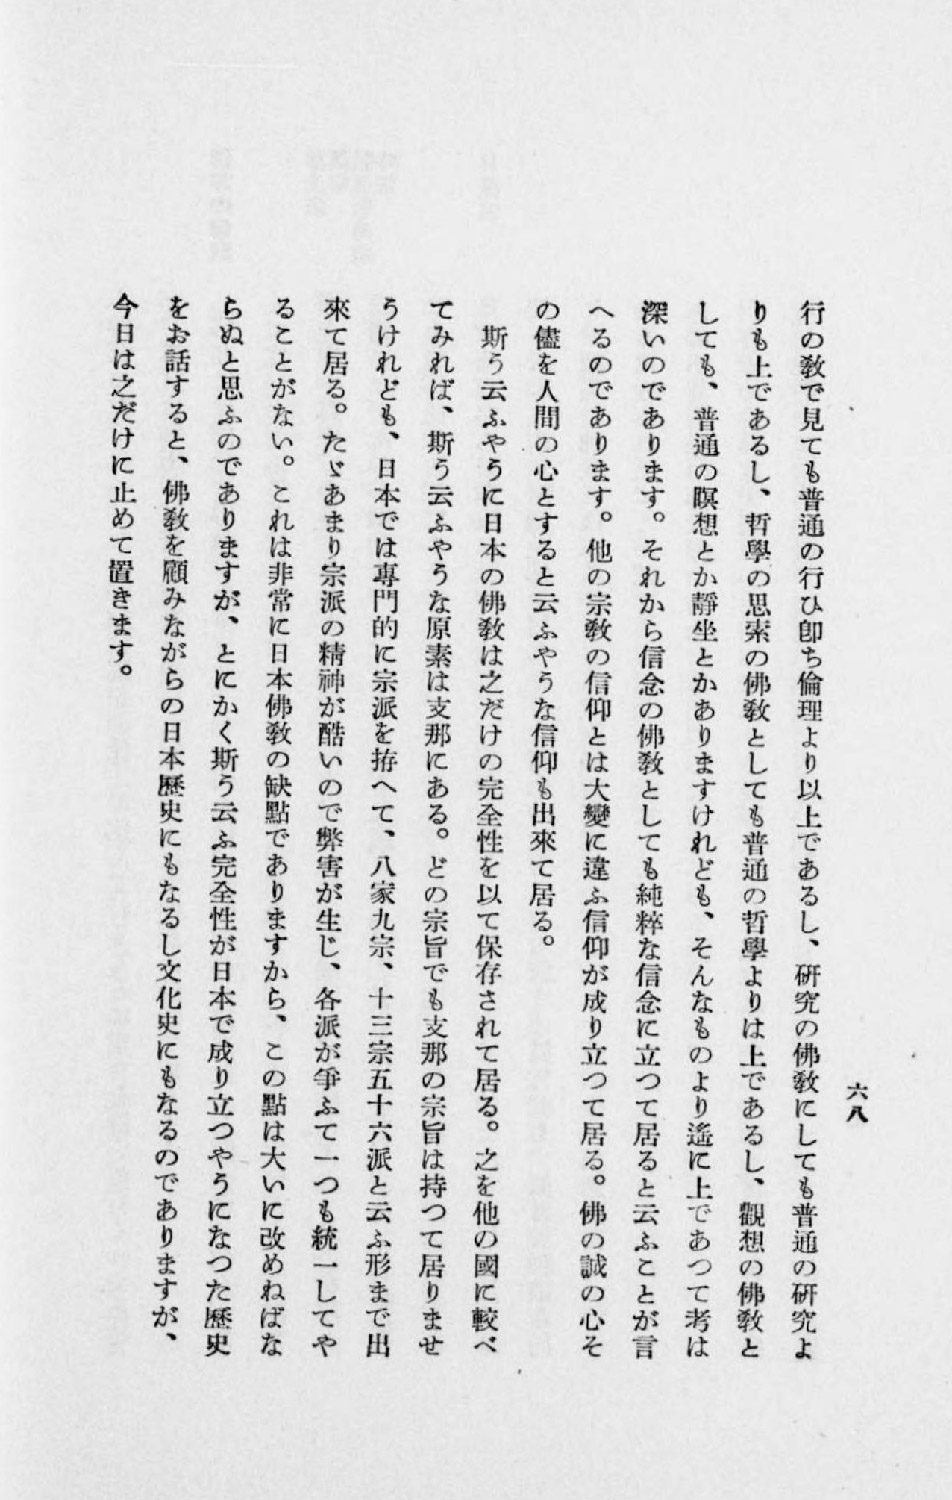 六八
行の敎で見ても普通の行ひ卽ち倫理より以上であるし、硏究の佛敎にしても普通の硏究よ
りも上であるし、哲學の思索の佛敎としても普通の哲學よりは上であるし、觀想の佛敎と
しても、普通の瞑想とか靜坐とかありますけれども、そんなものより遙に上であつて考は
深いのであります。それから信念の佛敎としても純粹な信念に立つて居ると云ふことが言
へるのであります。他の宗敎の信仰とは大變に違ふ信仰が成り立つて居る。佛の誠の心そ
の儘を人間の心とすると云ふやうな信仰も出來て居る。
斯う云ふやうに日本の佛敎は之だけの完全性を以て保存されて居る。之を他の國に較べ
てみれば、斯う云ふやうな原素は支那にある。どの宗旨でも支那の宗旨は持つて居りませ
うけれども、日本では專門的に宗派を拵へて、八家九宗、十三宗五十六派と云ふ形まで出
來て居る。たゞあまり宗派の精神が酷いので弊害が生じ、各派が爭ふて一つも統一してや
ることがない。これは非常に日本佛敎の缺點でありますから、この點は大いに改めねばな
らぬと思ふのでありますが、とにかく斯う云ふ完全性が日本で成り立つやうになつた歷史
をお話すると、佛敎を顧みながらの日本歷史にもなるし文化史にもなるのでありますが、
今日は之だけに止めて置きます。